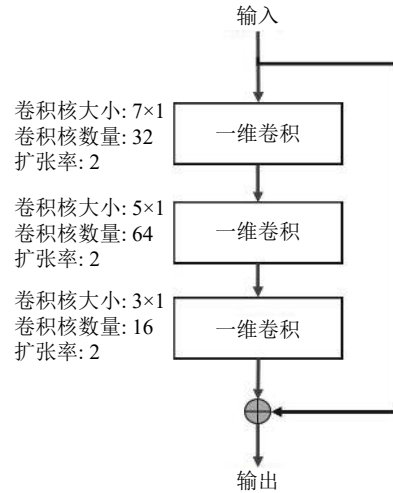 输入
卷积核大小: 7×1
卷积核数量: 32
扩张率: 2
一维卷积
卷积核大小: 5×1
卷积核数量: 64
扩张率: 2
一维卷积
卷积核大小: 3×1
卷积核数量: 16
扩张率: 2
一维卷积
输出